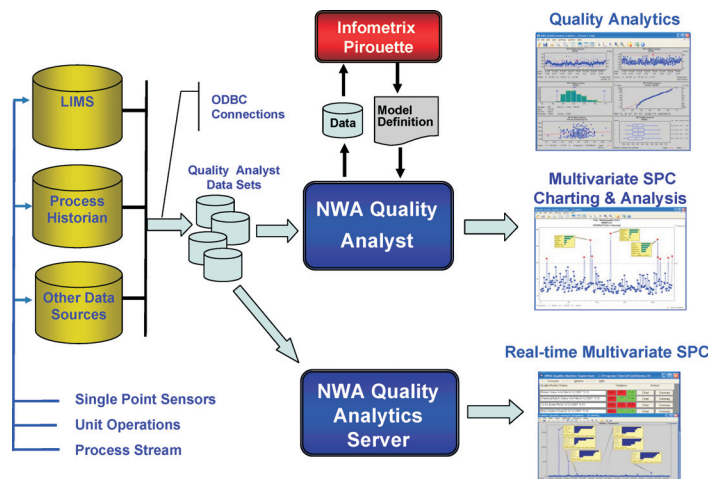 Infometrix
Pirouette
Quality Analytics
LIMS
ODBC
Connections
Data
Model
Definition
Quality Analyst
Data Sets
Process
Historian
NWA Quality
Analyst
Multivariate SPC
Charting & Analysis
Other Data
Sources
Real-time Multivariate SPC
NWA Quality
Analytics
Server
Single Point Sensors
Unit Operations
Process Stream